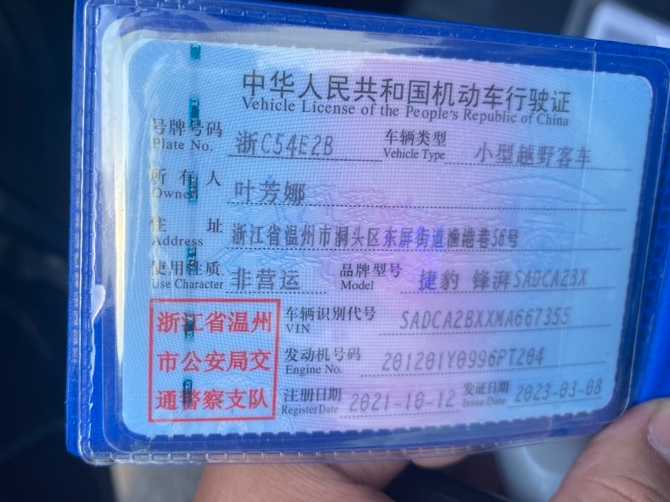 中华人民共和国机动车行驶证
Vehicle License of the People's Republic of China
号牌号码 浙C54E2B 车辆类型 小型越野客车
Plate No. Vehicle Type
所有人 叶芳娜
Owner
住址 浙江省温州市洞头区东屏街道渔港巷56号
Address
使用性质 非营运 品牌型号 捷豹 锋湃SADCA2BX
Use Character Model
浙江省温州
市公安局交
通警察支队
车辆识别代号 SADCA2BXXMA667355
VIN
发动机号码 201201Y0996PT204
Engine No.
注册日期 2021-10-12 发证日期 2023-03-08
Register Date Issue Date